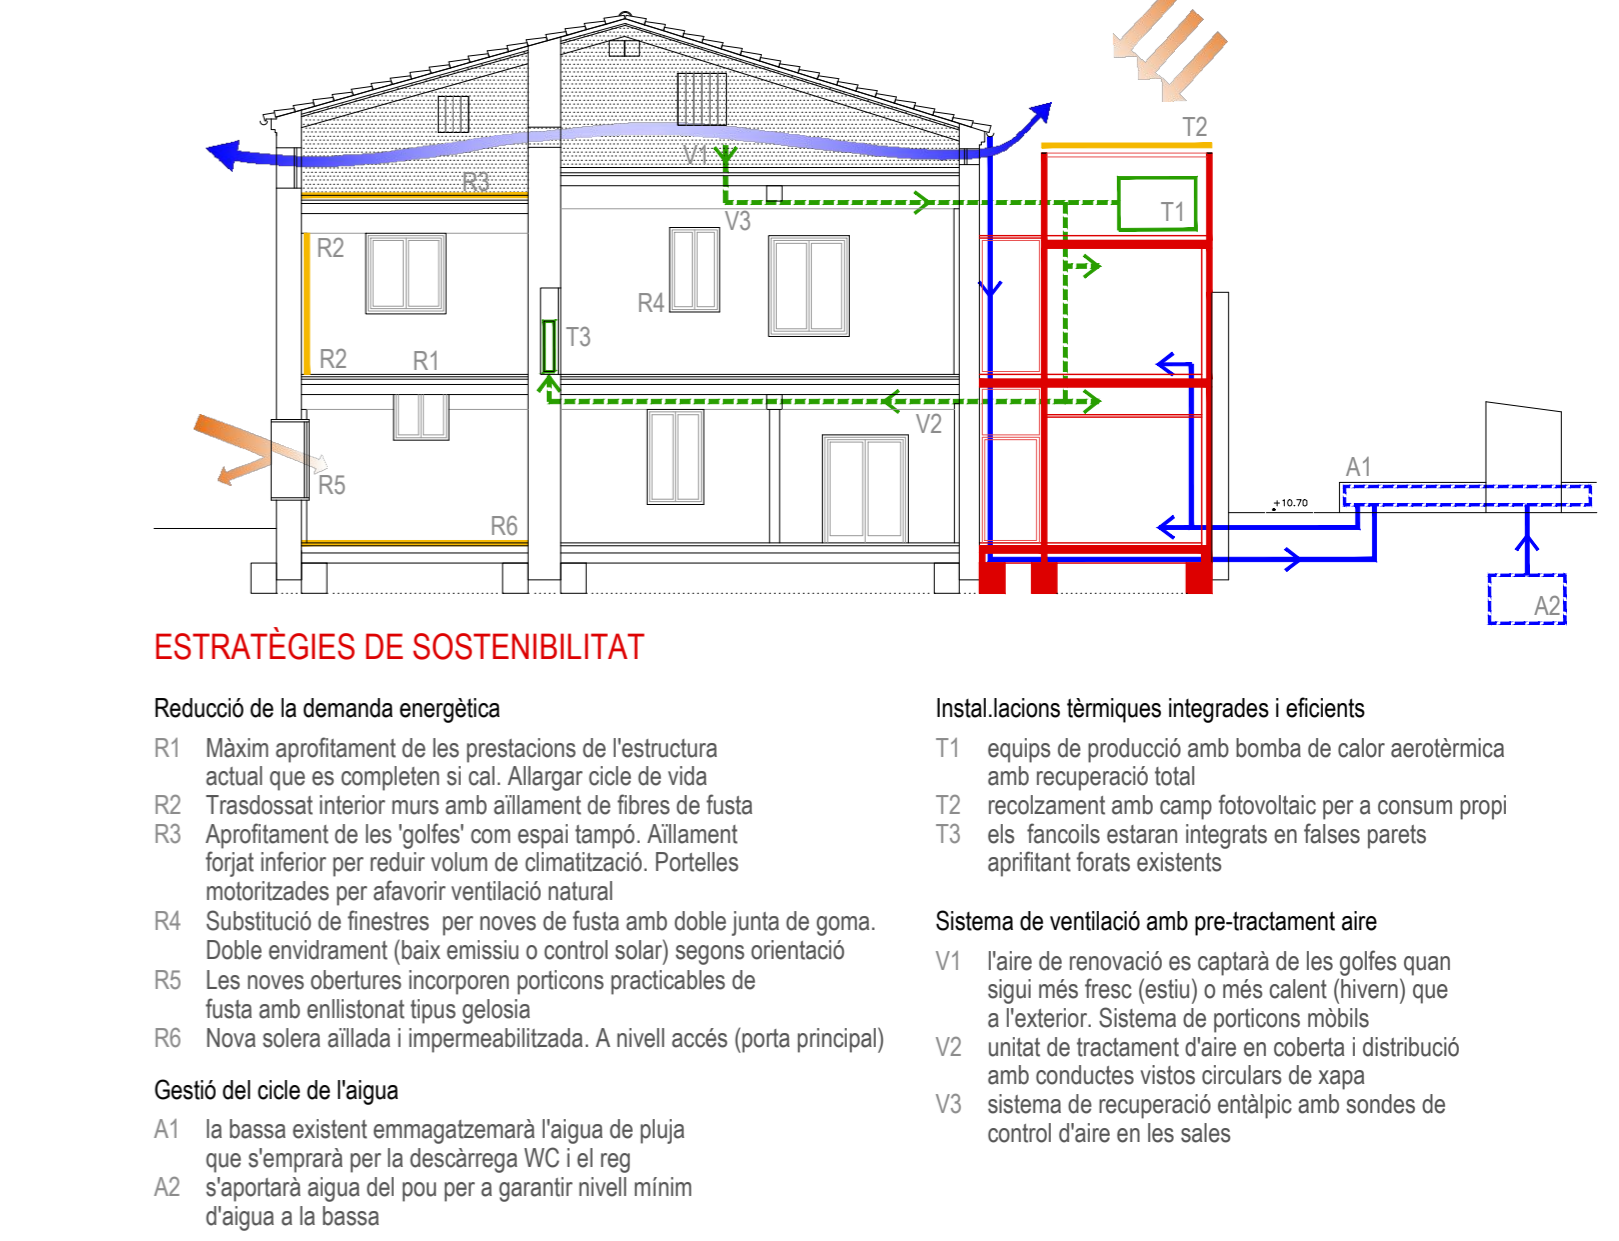 T2
V1
R3
T1
V3
R2
R4
T3
R2
R1
V2
A1
R5
+10.70
R6
A2
ESTRATÈGIES DE SOSTENIBILITAT
Reducció de la demanda energètica
R1 Màxim aprofitament de les prestacions de l'estructura
actual que es completen si cal. Allargar cicle de vida
R2 Trasdossat interior murs amb aïllament de fibres de fusta
R3 Aprofitament de les 'golfes' com espai tampó. Aïllament
forjat inferior per reduir volum de climatització. Portelles
motoritzades per afavorir ventilació natural
R4 Substitució de finestres per noves de fusta amb doble junta de goma.
Doble envidrament (baix emissiu o control solar) segons orientació
R5 Les noves obertures incorporen porticons practicables de
fusta amb enllistonat tipus gelosia
R6 Nova solera aïllada i impermeabilitzada. A nivell accés (porta principal)
Gestió del cicle de l'aigua
A1 la bassa existent emmagatzemarà l'aigua de pluja
que s'emprarà per la descàrrega WC i el reg
A2 s'aportarà aigua del pou per a garantir nivell mínim
d'aigua a la bassa
Instal.lacions tèrmiques integrades i eficients
T1 equips de producció amb bomba de calor aerotèrmica
amb recuperació total
T2 recolzament amb camp fotovoltaic per a consum propi
T3 els fancoils estaran integrats en falses parets
aprifitant forats existents
Sistema de ventilació amb pre-tractament aire
V1 l'aire de renovació es captarà de les golfes quan
sigui més fresc (estiu) o més calent (hivern) que
a l'exterior. Sistema de porticons mòbils
V2 unitat de tractament d'aire en coberta i distribució
amb conductes vistos circulars de xapa
V3 sistema de recuperació entàlpic amb sondes de
control d'aire en les sales